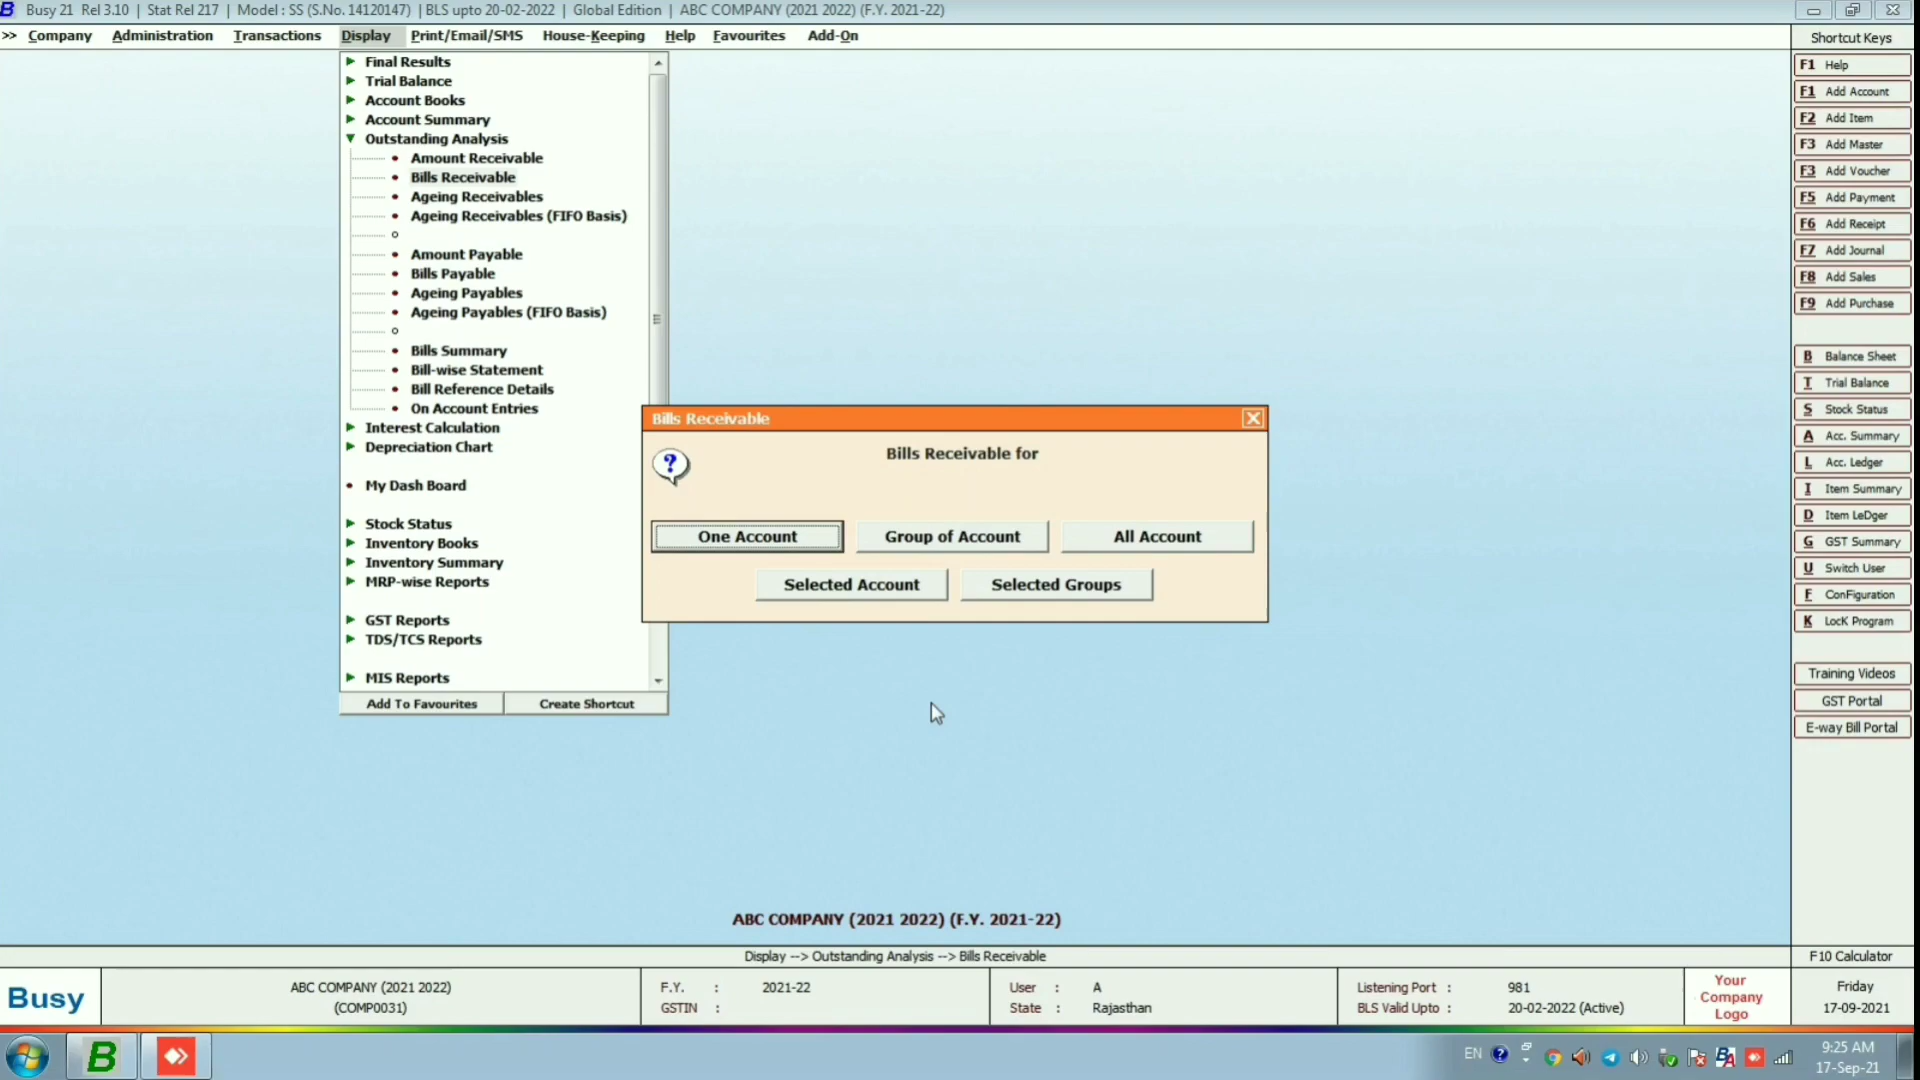 B Busy 21 Rel 3.10 | Stat Rel 217 | Model : SS (S.No. 14120147) | BLS upto 20-02-2022 | Global Edition | ABC COMPANY (2021 2022) (F.Y. 2021-22)
>> Company Administration Transactions Display Print/Email/SMS House-Keeping Help Favourites Add-On
Shortcut Keys
Final Results
Trial Balance
Account Books
Account Summary
Outstanding Analysis
Amount Receivable
Bills Receivable
Ageing Receivables
Ageing Receivables (FIFO Basis)
Amount Payable
Bills Payable
Ageing Payables
Ageing Payables (FIFO Basis)
Bills Summary
Bill-wise Statement
Bill Reference Details
On Account Entries
Interest Calculation
Depreciation Chart
My Dash Board
Stock Status
Inventory Books
Inventory Summary
MRP-wise Reports
GST Reports
TDS/TCS Reports
MIS Reports
Add To Favourites Create Shortcut
Bills Receivable
?
Bills Receivable for
One Account Group of Account All Account
Selected Account Selected Groups
F1 Help
F1 Add Account
F2 Add Item
F3 Add Master
F3 Add Voucher
F5 Add Payment
F6 Add Receipt
F7 Add Journal
F8 Add Sales
F9 Add Purchase
B Balance Sheet
T Trial Balance
S Stock Status
A Acc. Summary
L Acc. Ledger
I Item Summary
D Item LeDger
G GST Summary
U Switch User
F ConFiguration
K LocK Program
Training Videos
GST Portal
E-way Bill Portal
ABC COMPANY (2021 2022) (F.Y. 2021-22)
Display --> Outstanding Analysis --> Bills Receivable
F10 Calculator
Busy
ABC COMPANY (2021 2022)
(COMP0031)
F.Y. : 2021-22
GSTIN :
User : A
State : Rajasthan
Listening Port : 981
BLS Valid Upto : 20-02-2022 (Active)
Your
Company
Logo
Friday
17-09-2021
B
EN
9:25 AM
17-Sep-21